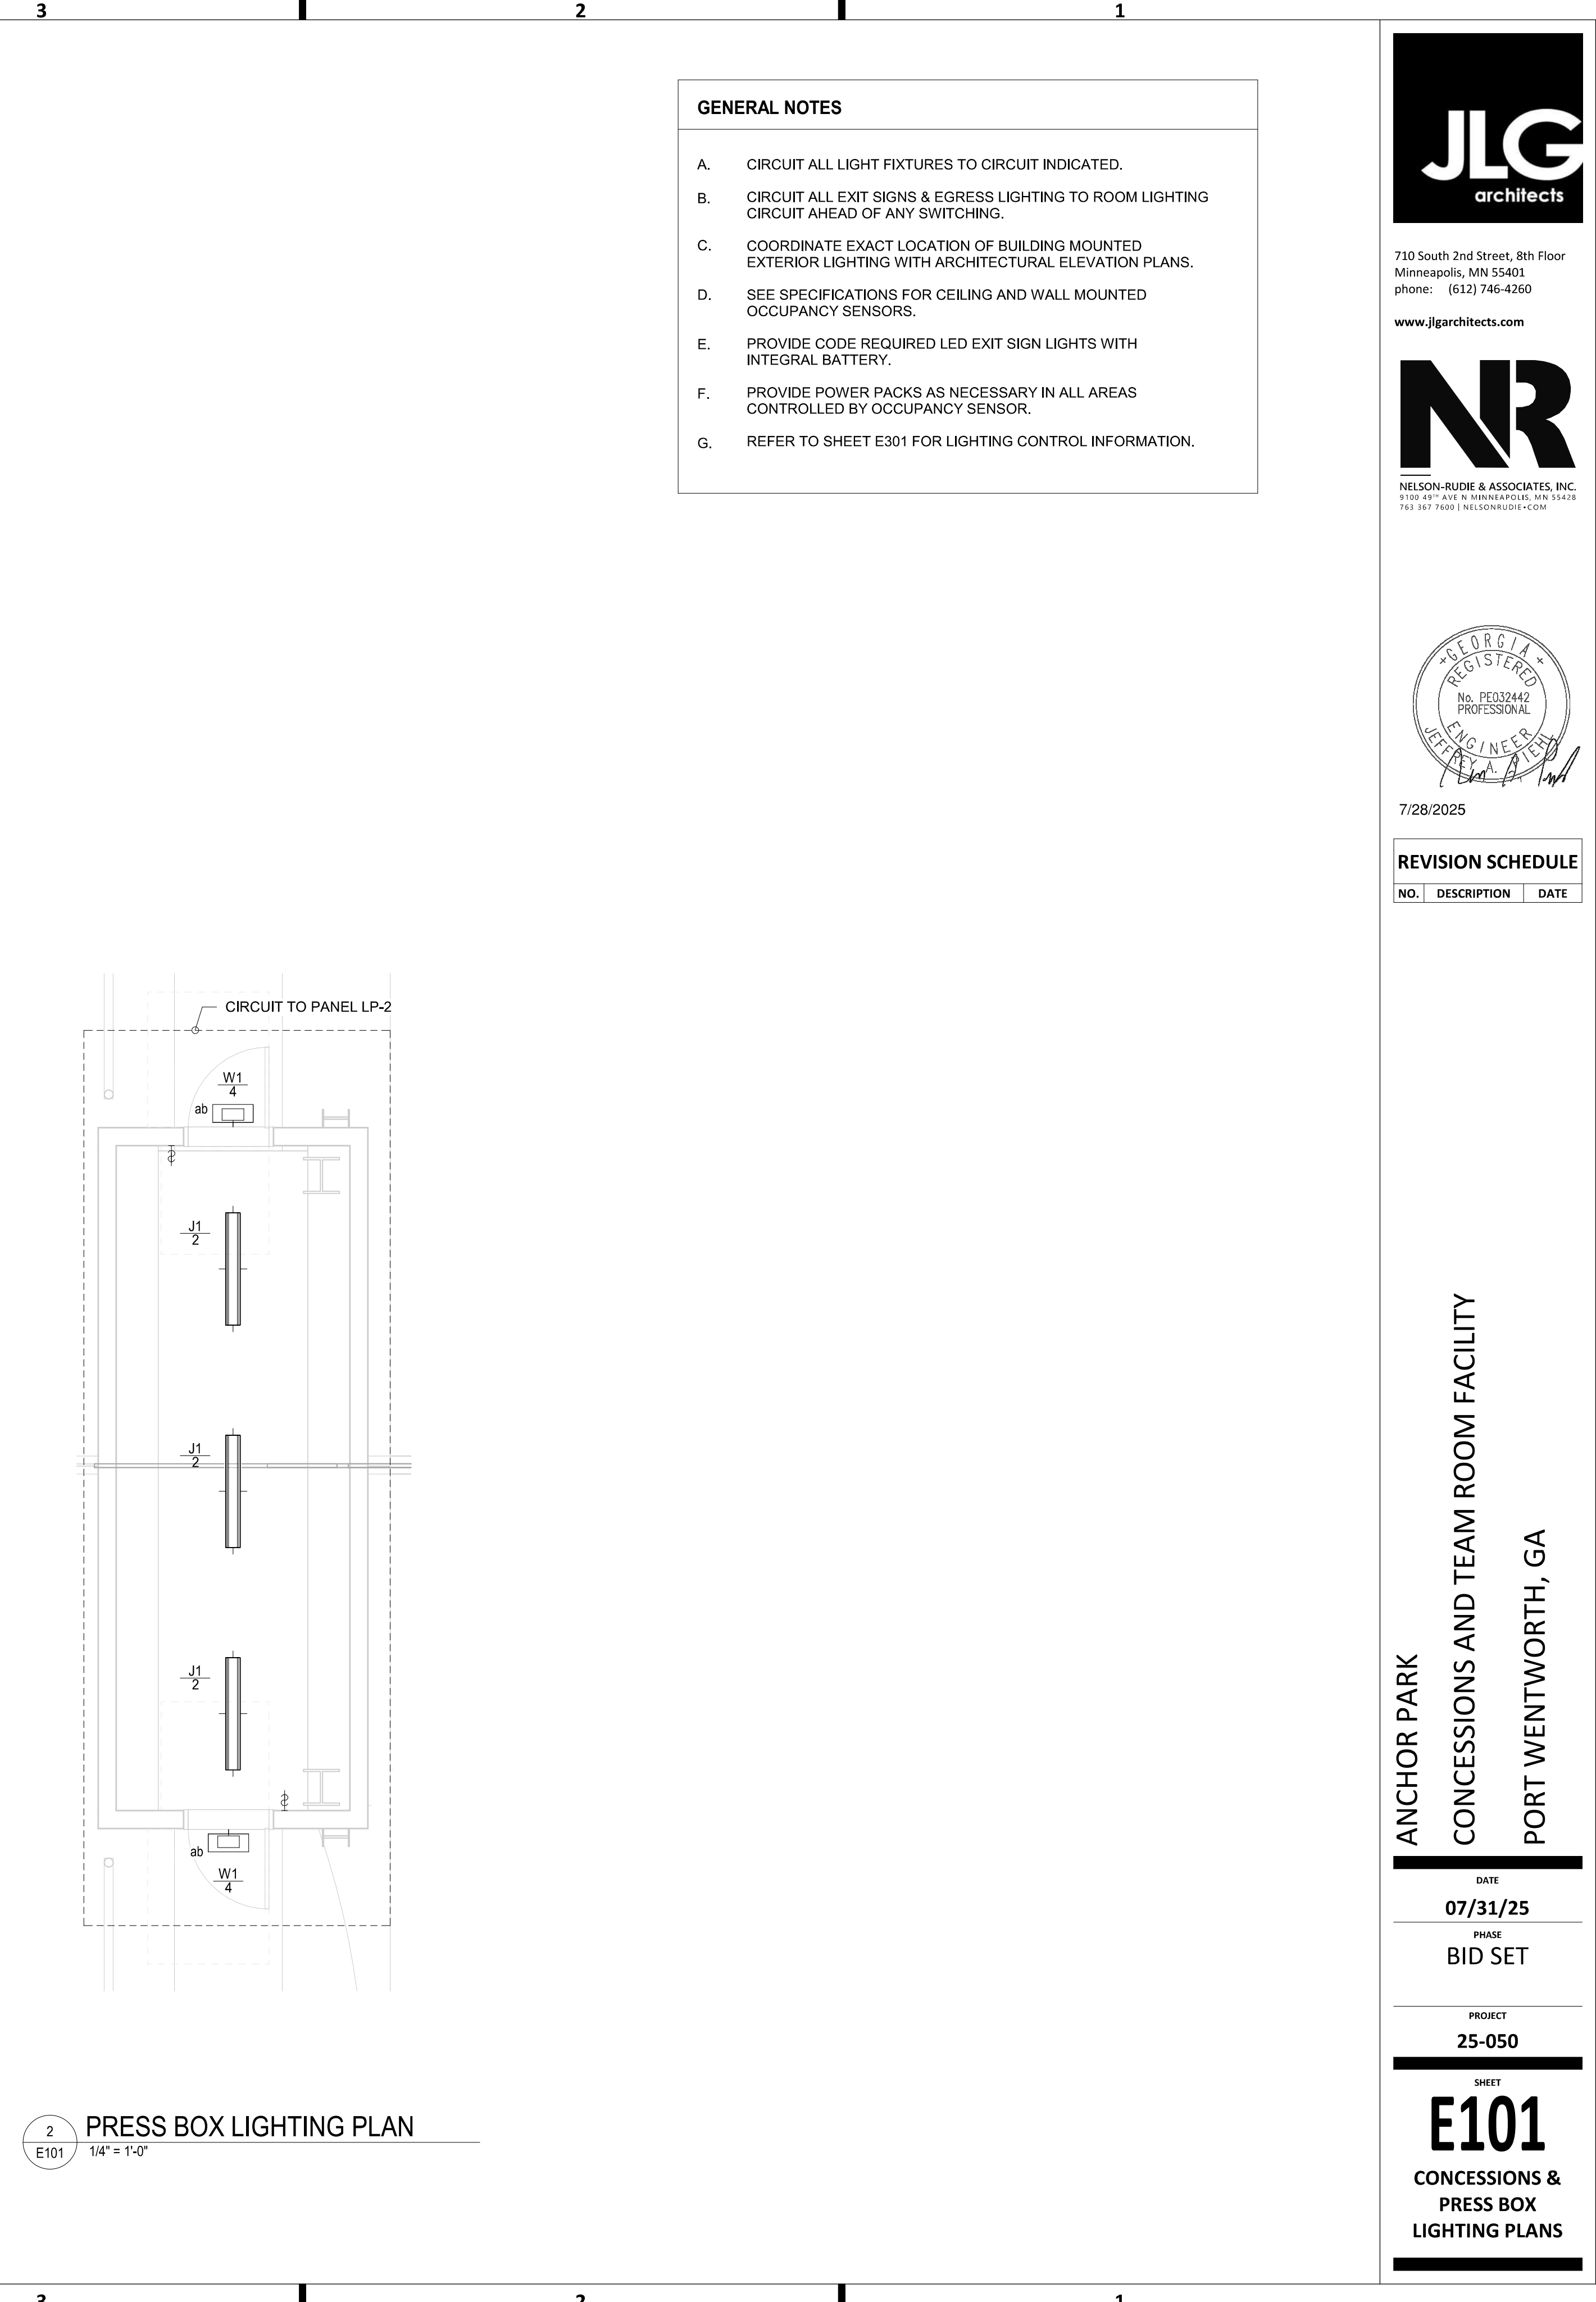 3
2
1
GENERAL NOTES
A. CIRCUIT ALL LIGHT FIXTURES TO CIRCUIT INDICATED.
B. CIRCUIT ALL EXIT SIGNS & EGRESS LIGHTING TO ROOM LIGHTING
CIRCUIT AHEAD OF ANY SWITCHING.
C. COORDINATE EXACT LOCATION OF BUILDING MOUNTED
EXTERIOR LIGHTING WITH ARCHITECTURAL ELEVATION PLANS.
D. SEE SPECIFICATIONS FOR CEILING AND WALL MOUNTED
OCCUPANCY SENSORS.
E. PROVIDE CODE REQUIRED LED EXIT SIGN LIGHTS WITH
INTEGRAL BATTERY.
F. PROVIDE POWER PACKS AS NECESSARY IN ALL AREAS
CONTROLLED BY OCCUPANCY SENSOR.
G. REFER TO SHEET E301 FOR LIGHTING CONTROL INFORMATION.
CIRCUIT TO PANEL LP-2
W1
4
ab
$
J1
2
J1
2
J1
2
$
ab
W1
4
2
E101
PRESS BOX LIGHTING PLAN
1/4" = 1'-0"
JLG
architects
710 South 2nd Street, 8th Floor
Minneapolis, MN 55401
phone: (612) 746-4260
www.jlgarchitects.com
NR
NELSON-RUDIE & ASSOCIATES, INC.
9100 49TH AVE N MINNEAPOLIS, MN 55428
763 367 7600 | NELSONRUDIE•COM
GEORGIA
REGISTERED
No. PE032442
PROFESSIONAL
ENGINEER
JEFFREY A. PIEHL
7/28/2025
REVISION SCHEDULE
NO. DESCRIPTION DATE
ANCHOR PARK
CONCESSIONS AND TEAM ROOM FACILITY
PORT WENTWORTH, GA
DATE
07/31/25
PHASE
BID SET
PROJECT
25-050
SHEET
E101
CONCESSIONS &
PRESS BOX
LIGHTING PLANS
3
2
1